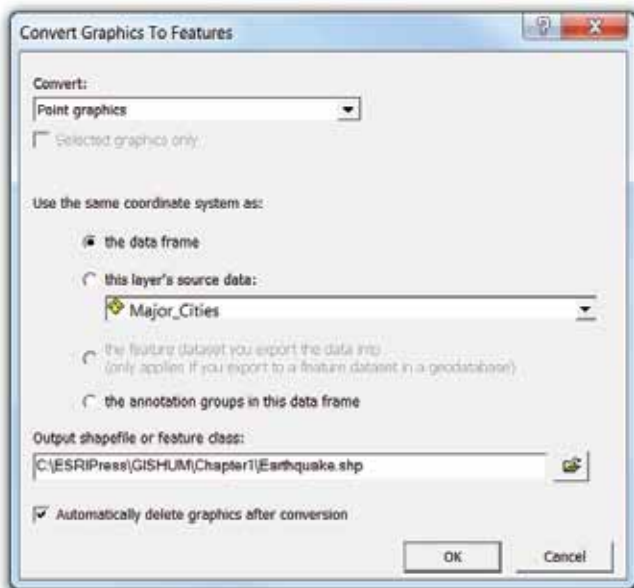 Convert Graphics To Features
Convert:
Point graphics
Selected graphics only
Use the same coordinate system as:
the data frame
this layer's source data:
Major_Cities
the feature dataset you export the data into
(only applies if you export to a feature dataset in a geodatabase)
the annotation groups in this data frame
Output shapefile or feature class:
C:\ESRIPress\GISHUM\Chapter1\Earthquake.shp
Automatically delete graphics after conversion
OK
Cancel